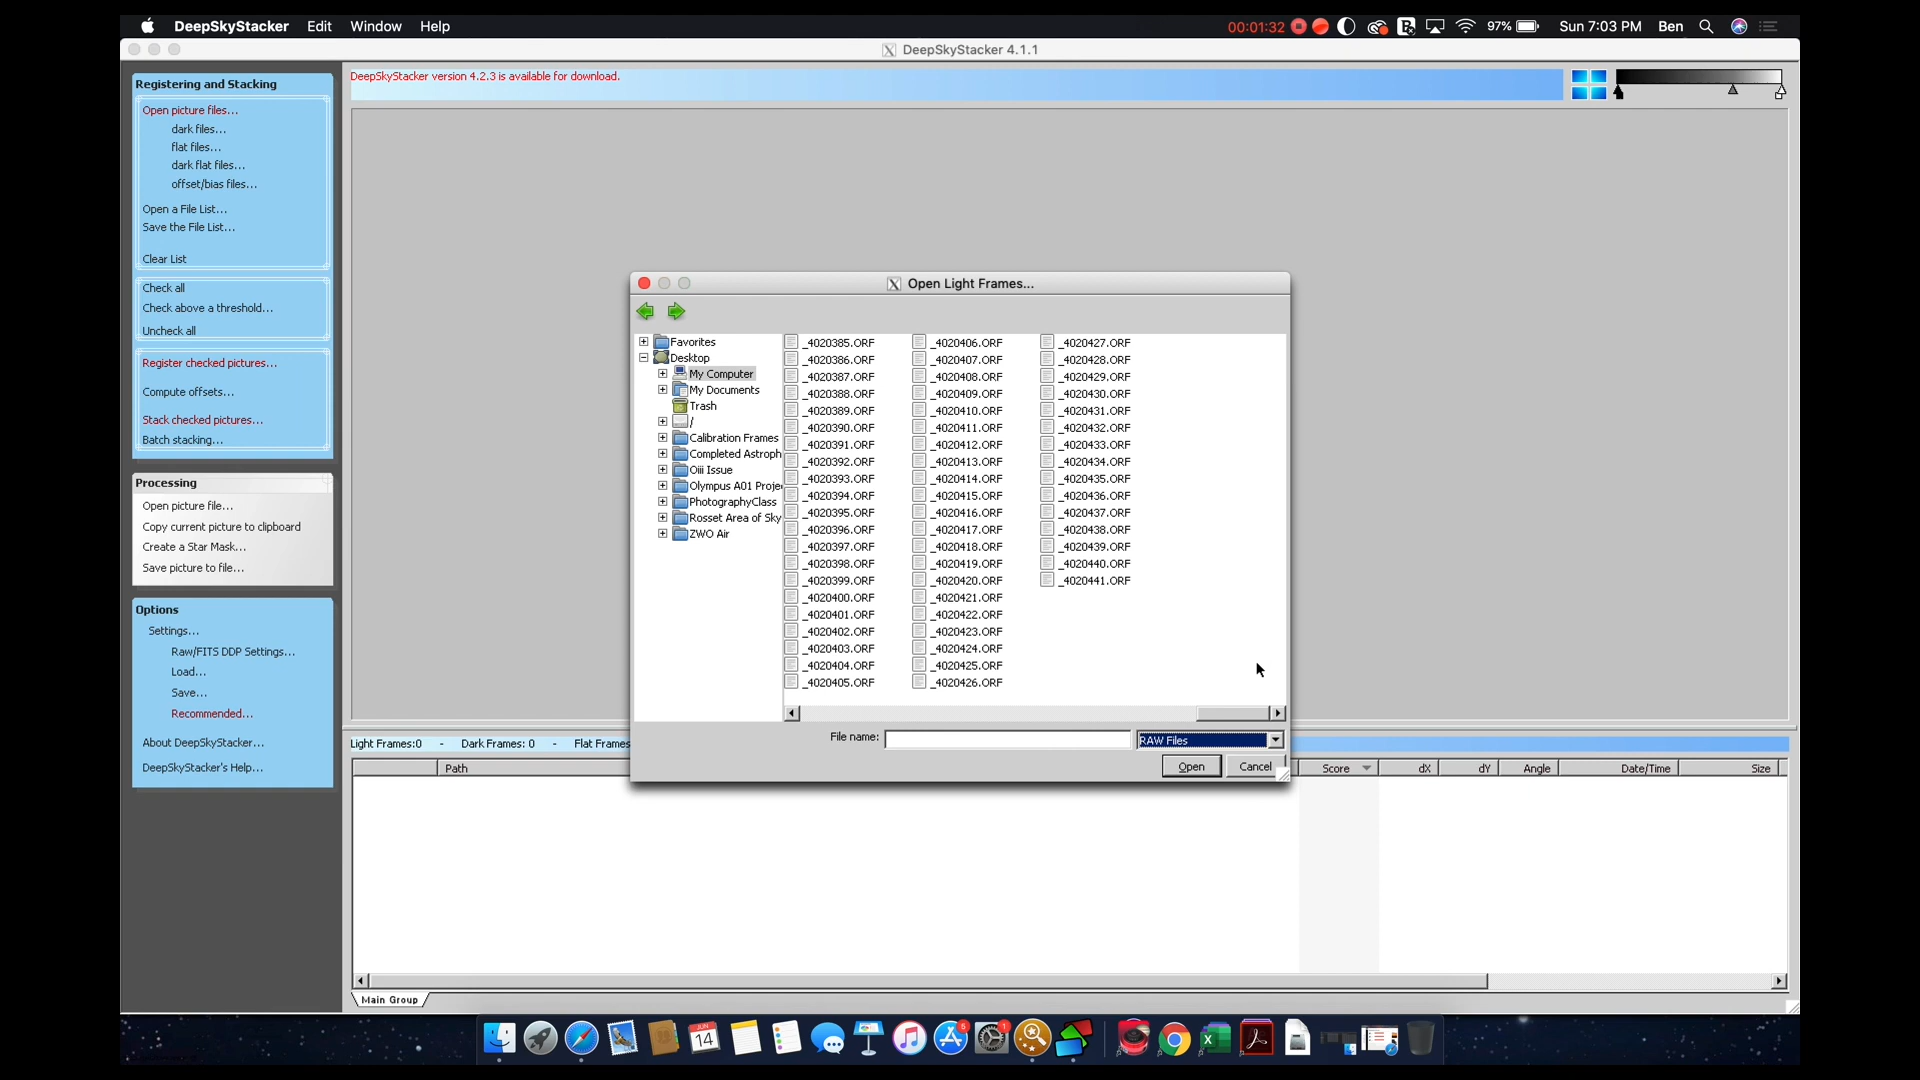 DeepSkyStacker Edit Window Help 00:01:32 97% Sun 7:03 PM Ben
DeepSkyStacker 4.1.1
Registering and Stacking
Open picture files...
dark files...
flat files...
dark flat files...
offset/bias files...
Open a File List...
Save the File List...
Clear List
Check all
Check above a threshold...
Uncheck all
Register checked pictures...
Compute offsets...
Stack checked pictures...
Batch stacking...
Processing
Open picture file...
Copy current picture to clipboard
Create a Star Mask...
Save picture to file...
Options
Settings...
Raw/FITS DDP Settings...
Load...
Save...
Recommended...
About DeepSkyStacker...
DeepSkyStacker's Help...
DeepSkyStacker version 4.2.3 is available for download.
Open Light Frames...
Favorites
Desktop
My Computer
My Documents
Trash
/
Calibration Frames
Completed Astroph
Oiii Issue
Olympus A01 Proje
PhotographyClass
Rosset Area of Sky
ZWO Air
_4020385.ORF
_4020386.ORF
_4020387.ORF
_4020388.ORF
_4020389.ORF
_4020390.ORF
_4020391.ORF
_4020392.ORF
_4020393.ORF
_4020394.ORF
_4020395.ORF
_4020396.ORF
_4020397.ORF
_4020398.ORF
_4020399.ORF
_4020400.ORF
_4020401.ORF
_4020402.ORF
_4020403.ORF
_4020404.ORF
_4020405.ORF
_4020406.ORF
_4020407.ORF
_4020408.ORF
_4020409.ORF
_4020410.ORF
_4020411.ORF
_4020412.ORF
_4020413.ORF
_4020414.ORF
_4020415.ORF
_4020416.ORF
_4020417.ORF
_4020418.ORF
_4020419.ORF
_4020420.ORF
_4020421.ORF
_4020422.ORF
_4020423.ORF
_4020424.ORF
_4020425.ORF
_4020426.ORF
_4020427.ORF
_4020428.ORF
_4020429.ORF
_4020430.ORF
_4020431.ORF
_4020432.ORF
_4020433.ORF
_4020434.ORF
_4020435.ORF
_4020436.ORF
_4020437.ORF
_4020438.ORF
_4020439.ORF
_4020440.ORF
_4020441.ORF
File name: RAW Files
Open Cancel
Light Frames:0 - Dark Frames: 0 - Flat Frames
Path Score dX dY Angle Date/Time Size
Main Group
JUN
14
6
1